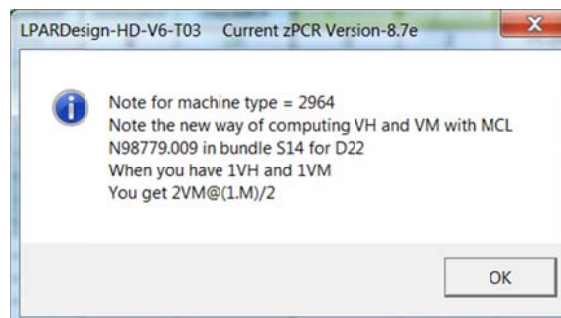 LPARDesign-HD-V6-T03 Current zPCR Version-8.7e
Note for machine type = 2964
Note the new way of computing VH and VM with MCL
N98779.009 in bundle S14 for D22
When you have 1VH and 1VM
You get 2VM@(1.M)/2
OK